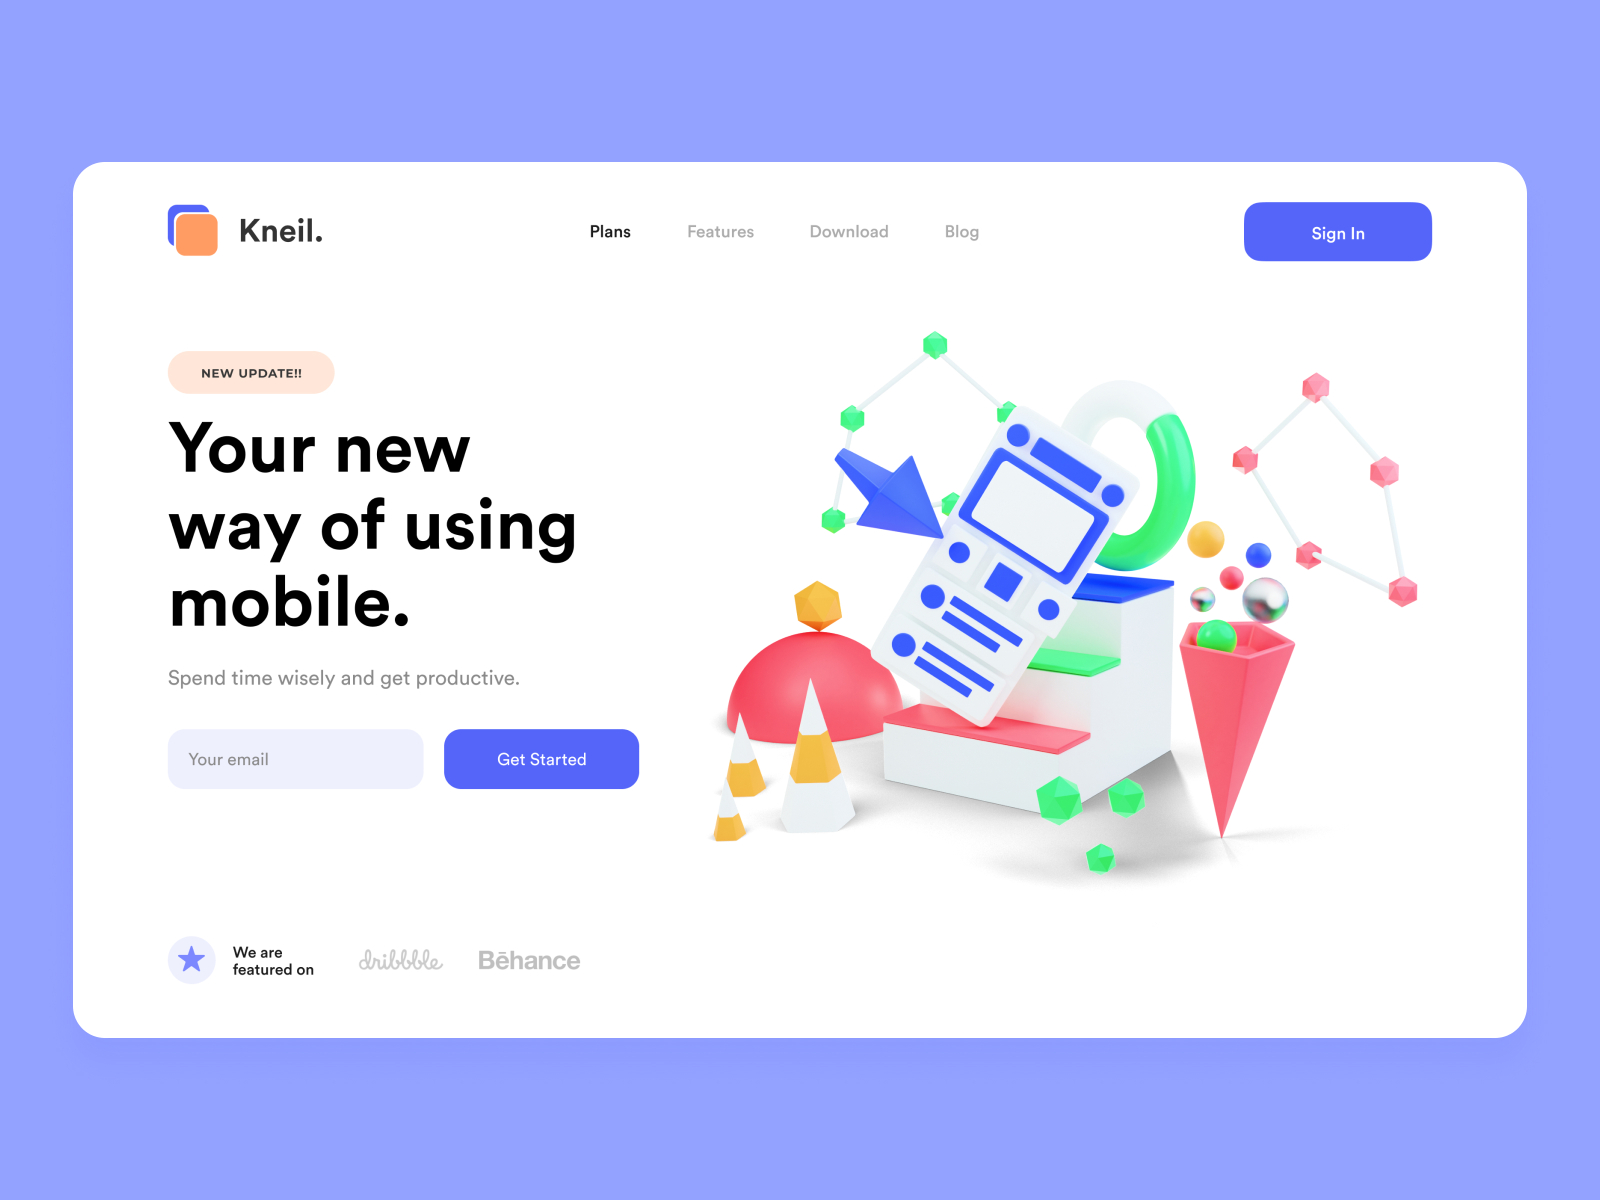 Kneil.
Plans
Features
Download
Blog
Sign In
NEW UPDATE!!
Your new
way of using
mobile.
Spend time wisely and get productive.
Your email
Get Started
We are
featured on
dribbble
Bēhance